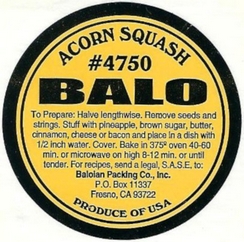 ACORN SQUASH
#4750
BALO
To Prepare: Halve lengthwise. Remove seeds and
strings. Stuff with pineapple, brown sugar, butter,
cinnamon, cheese or bacon and place in a dish with
1/2 inch water. Cover. Bake in 375º oven 40-60
min. or microwave on high 8-12 min. or until
tender. For recipos, send a legal, S.A.S.E. to:
Baloian Packing Co., Inc.
P.O. Box 11337
Fresno, CA 93722
PRODUCE OF USA